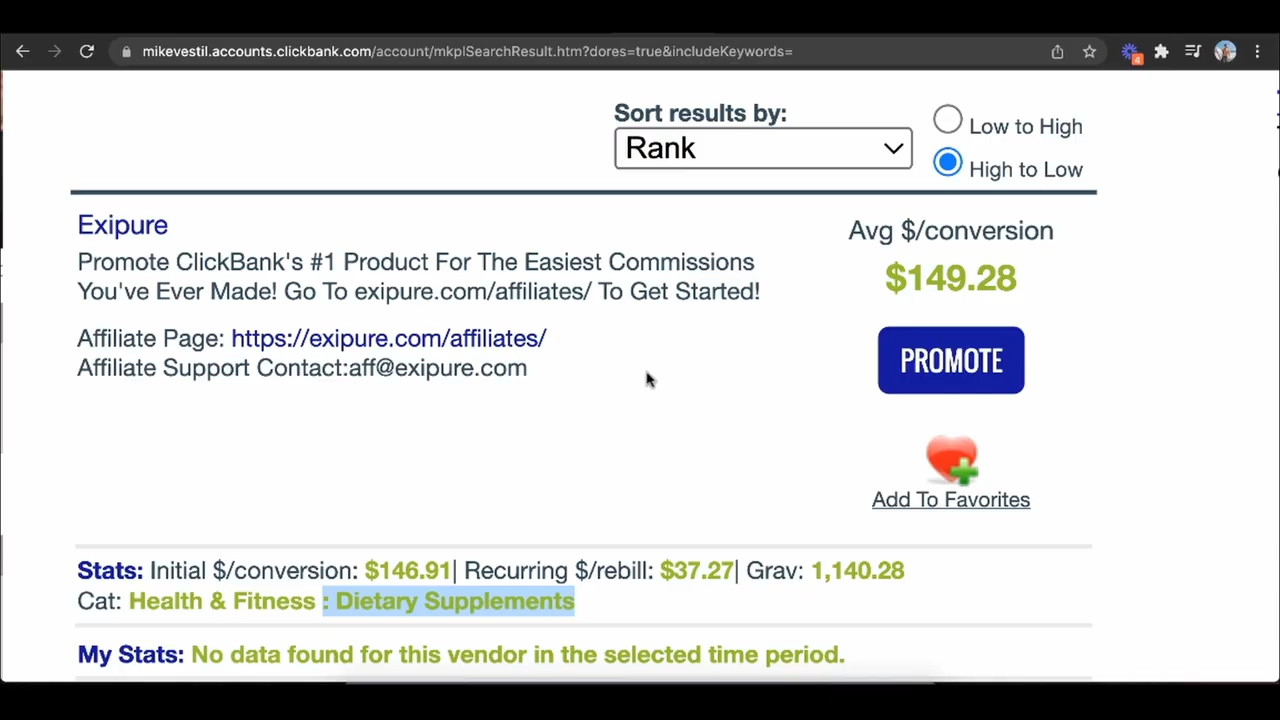 mikevestil.accounts.clickbank.com/account/mkplSearchResult.htm?dores=true&includeKeywords=
4
Sort results by:
Rank
Low to High
High to Low
Exipure
Promote ClickBank's #1 Product For The Easiest Commissions
You've Ever Made! Go To exipure.com/affiliates/ To Get Started!
Affiliate Page: https://exipure.com/affiliates/
Affiliate Support Contact:aff@exipure.com
Avg $/conversion
$149.28
PROMOTE
Add To Favorites
Stats: Initial $/conversion: $146.91| Recurring $/rebill: $37.27| Grav: 1,140.28
Cat: Health & Fitness : Dietary Supplements
My Stats: No data found for this vendor in the selected time period.